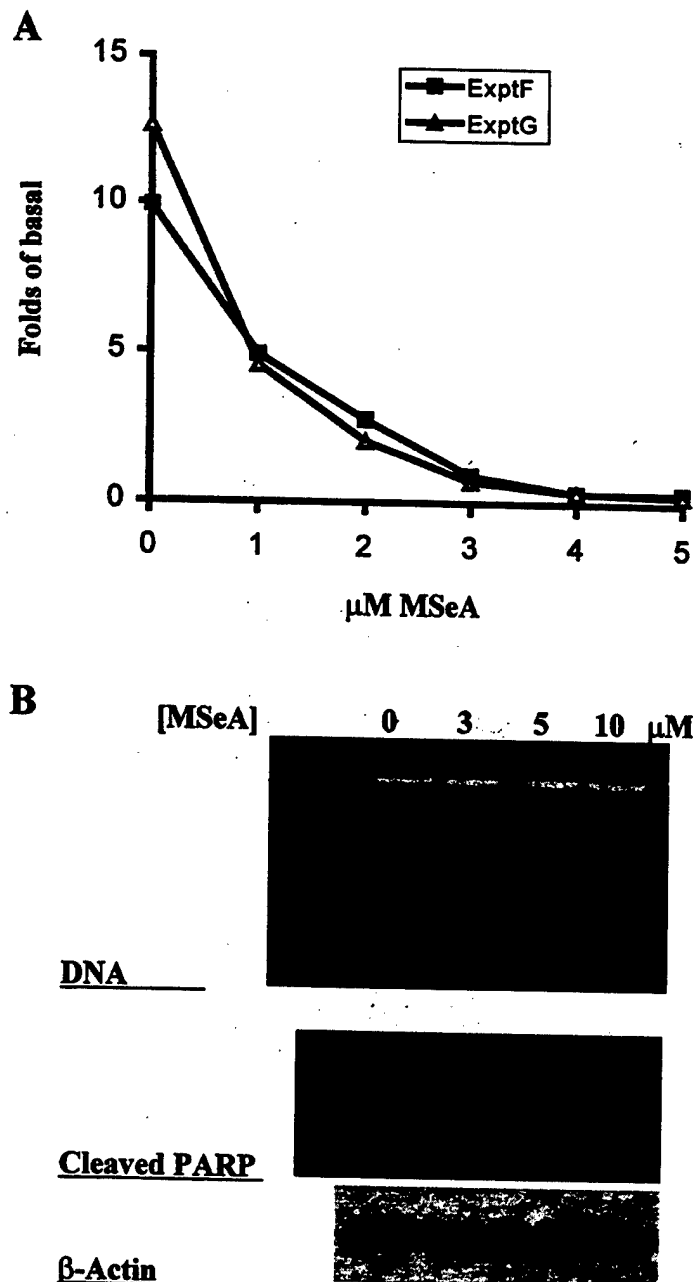 A
15
10
5
0
Folds of basal
ExptF
ExptG
0 1 2 3 4 5
μM MSeA
B
[MSeA] 0 3 5 10 μM
DNA
Cleaved PARP
β-Actin